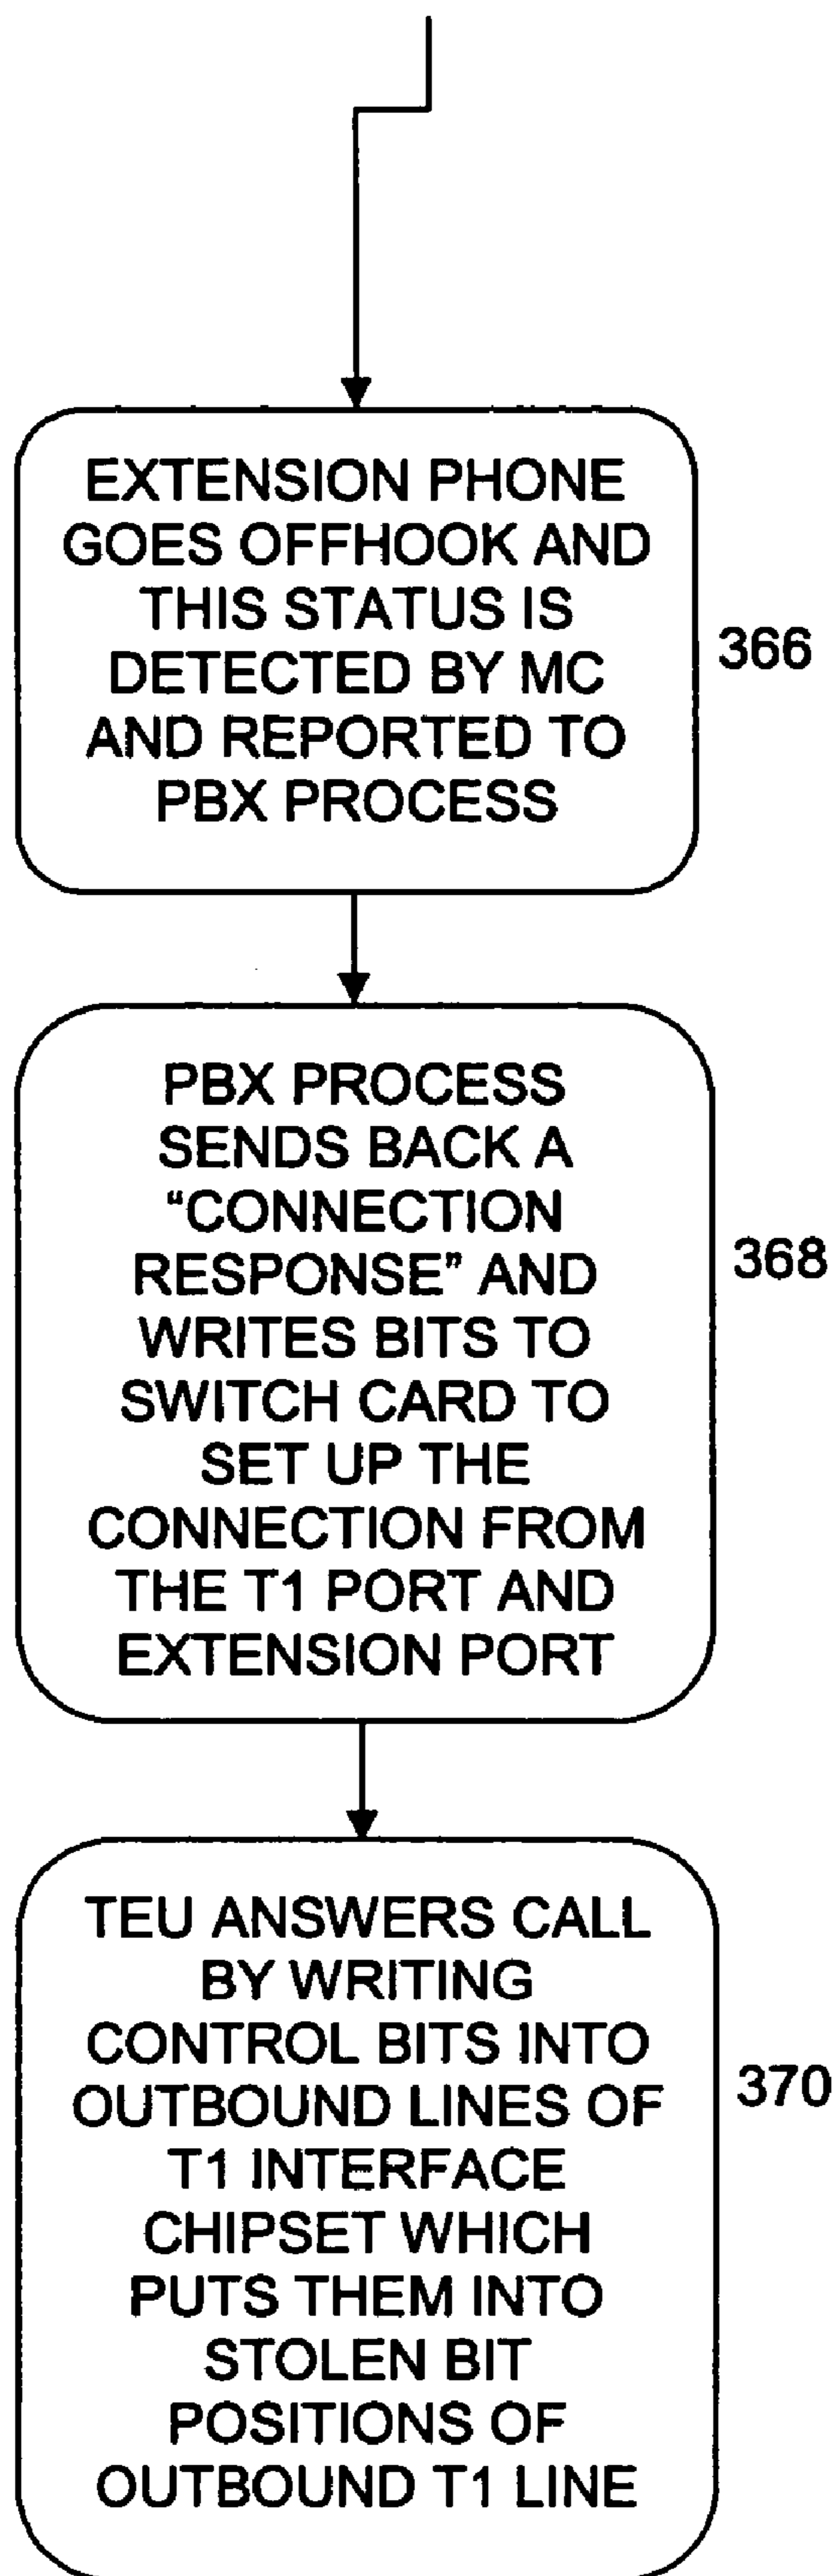 EXTENSION PHONE
GOES OFFHOOK AND
THIS STATUS IS
DETECTED BY MC
AND REPORTED TO
PBX PROCESS
366
PBX PROCESS
SENDS BACK A
“CONNECTION
RESPONSE” AND
WRITES BITS TO
SWITCH CARD TO
SET UP THE
CONNECTION FROM
THE T1 PORT AND
EXTENSION PORT
368
TEU ANSWERS CALL
BY WRITING
CONTROL BITS INTO
OUTBOUND LINES OF
T1 INTERFACE
CHIPSET WHICH
PUTS THEM INTO
STOLEN BIT
POSITIONS OF
OUTBOUND T1 LINE
370